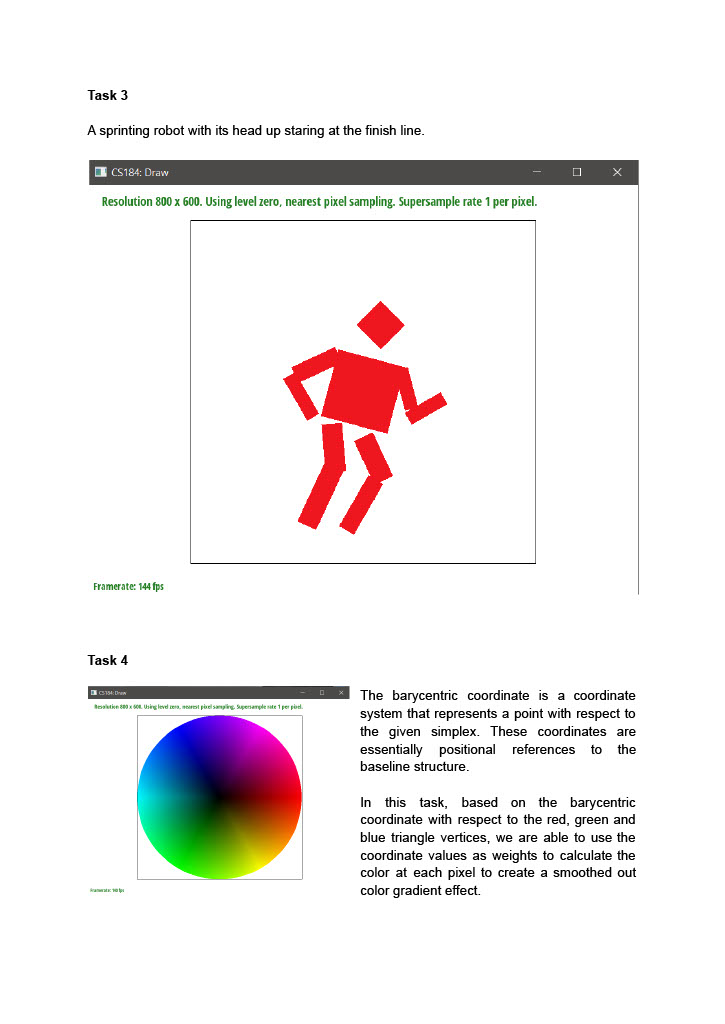 Task 3
A sprinting robot with its head up staring at the finish line.
CS184: Draw
Resolution 800 x 600. Using level zero, nearest pixel sampling. Supersample rate 1 per pixel.
Framerate: 144 fps
Task 4
CS184: Draw
Resolution 800 x 600. Using level zero, nearest pixel sampling. Supersample rate 1 per pixel.
Framerate: fps
The barycentric coordinate is a coordinate
system that represents a point with respect to
the given simplex. These coordinates are
essentially positional references to the
baseline structure.
In this task, based on the barycentric
coordinate with respect to the red, green and
blue triangle vertices, we are able to use the
coordinate values as weights to calculate the
color at each pixel to create a smoothed out
color gradient effect.